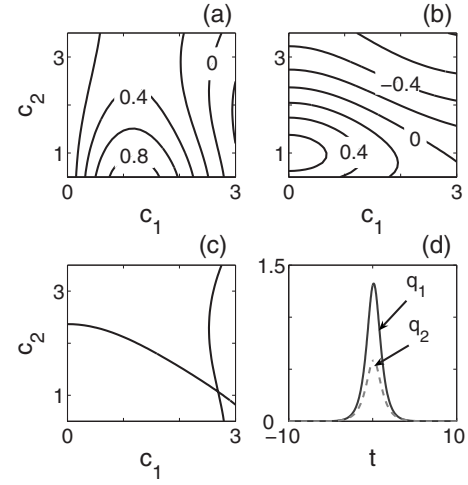 (a) (b)
3 3
0 −0.4
c₂ 0.4
0
1 0.8 1 0.4
0 3 0 3
c₁ c₁
(c) (d)
1.5
3 q₁
c₂ q₂
1
0 3 0
−10 0 10
c₁ t